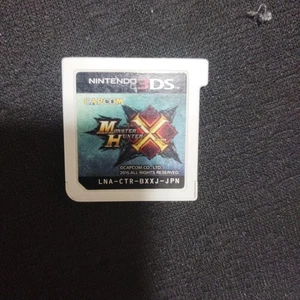 NINTENDO 3DS
CAPCOM
MONSTER
HUNTER X
©CAPCOM CO., LTD.
2015 ALL RIGHTS RESERVED.
LNA-CTR-BXXJ-JPN